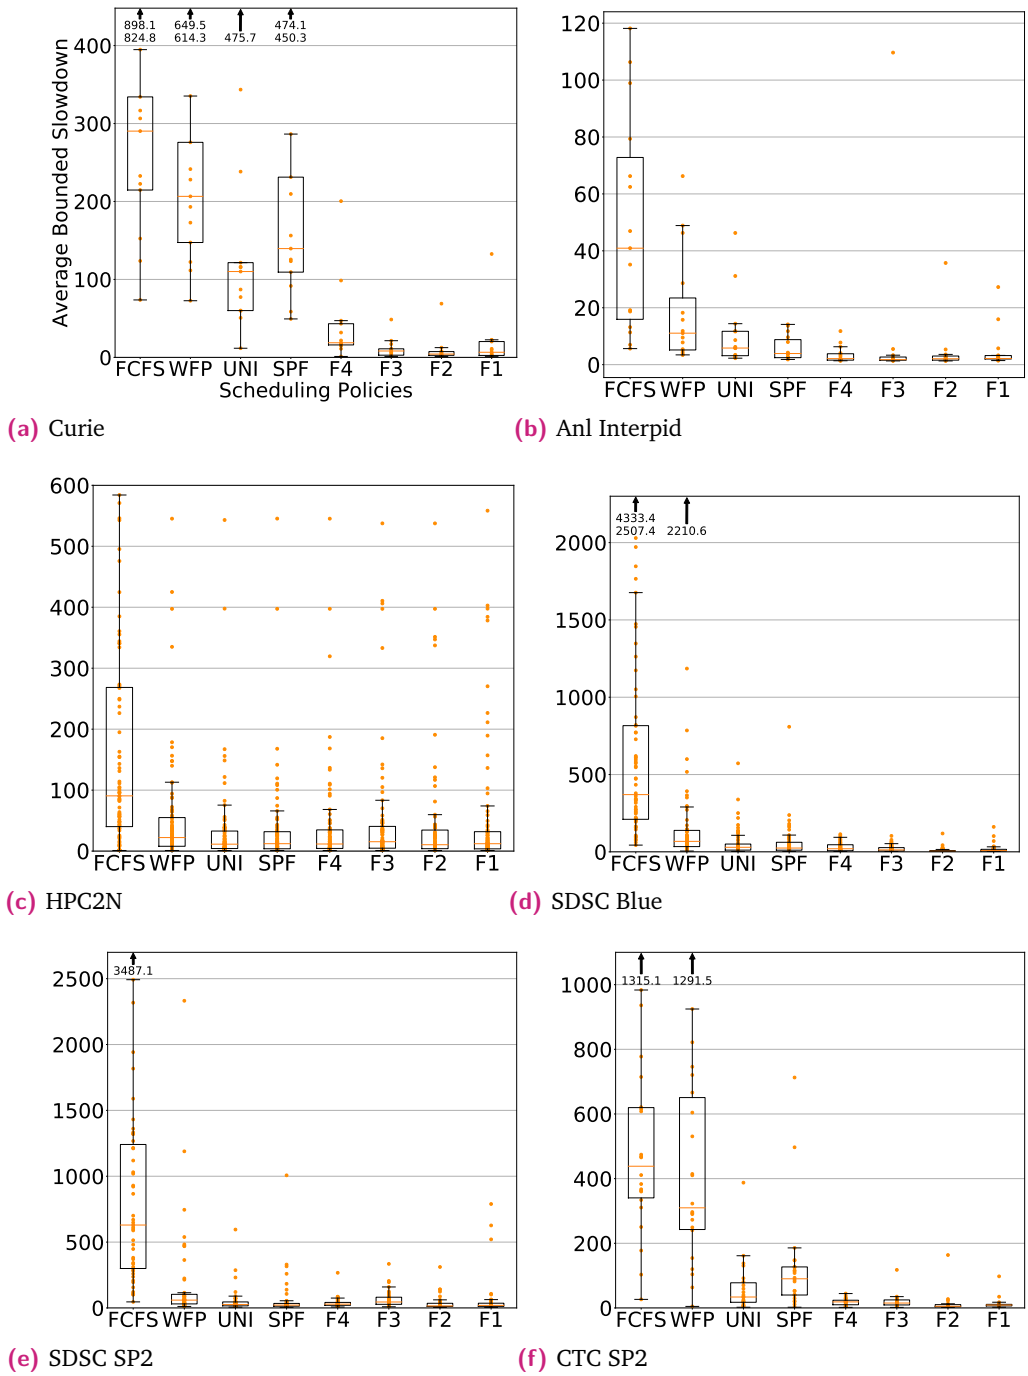 898.1 649.5 474.1
824.8 614.3 475.7 450.3
400
300
200
100
0
Average Bounded Slowdown
FCFS WFP UNI SPF F4 F3 F2 F1
Scheduling Policies
(a) Curie
120
100
80
60
40
20
0
FCFS WFP UNI SPF F4 F3 F2 F1
(b) Anl Interpid
600
500
400
300
200
100
0
FCFS WFP UNI SPF F4 F3 F2 F1
(c) HPC2N
4333.4
2507.4 2210.6
2000
1500
1000
500
0
FCFS WFP UNI SPF F4 F3 F2 F1
(d) SDSC Blue
3487.1
2500
2000
1500
1000
500
0
FCFS WFP UNI SPF F4 F3 F2 F1
(e) SDSC SP2
1315.1 1291.5
1000
800
600
400
200
0
FCFS WFP UNI SPF F4 F3 F2 F1
(f) CTC SP2